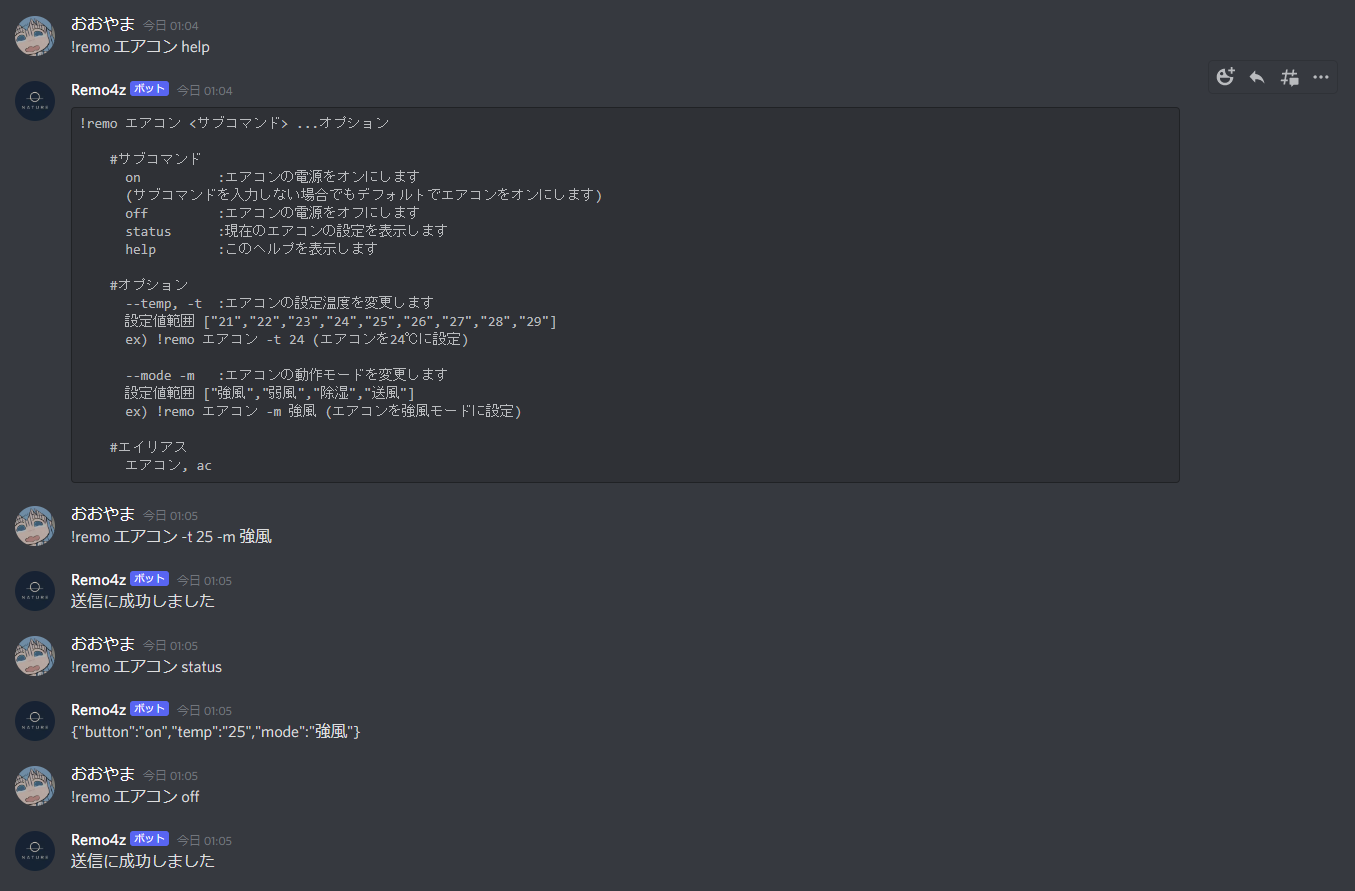 おおやま 今日 01:04
!remo エアコン help
Remo4z ボット 今日 01:04
!remo エアコン <サブコマンド> ...オプション
#サブコマンド
on :エアコンの電源をオンにします
(サブコマンドを入力しない場合でもデフォルトでエアコンをオンにします)
off :エアコンの電源をオフにします
status :現在のエアコンの設定を表示します
help :このヘルプを表示します
#オプション
--temp, -t :エアコンの設定温度を変更します
設定値範囲 ["21","22","23","24","25","26","27","28","29"]
ex) !remo エアコン -t 24 (エアコンを24℃に設定)
--mode -m :エアコンの動作モードを変更します
設定値範囲 ["強風","弱風","除湿","送風"]
ex) !remo エアコン -m 強風 (エアコンを強風モードに設定)
#エイリアス
エアコン, ac
おおやま 今日 01:05
!remo エアコン -t 25 -m 強風
Remo4z ボット 今日 01:05
送信に成功しました
おおやま 今日 01:05
!remo エアコン status
Remo4z ボット 今日 01:05
{"button":"on","temp":"25","mode":"強風"}
おおやま 今日 01:05
!remo エアコン off
Remo4z ボット 今日 01:05
送信に成功しました
NATURE
NATURE
NATURE
NATURE